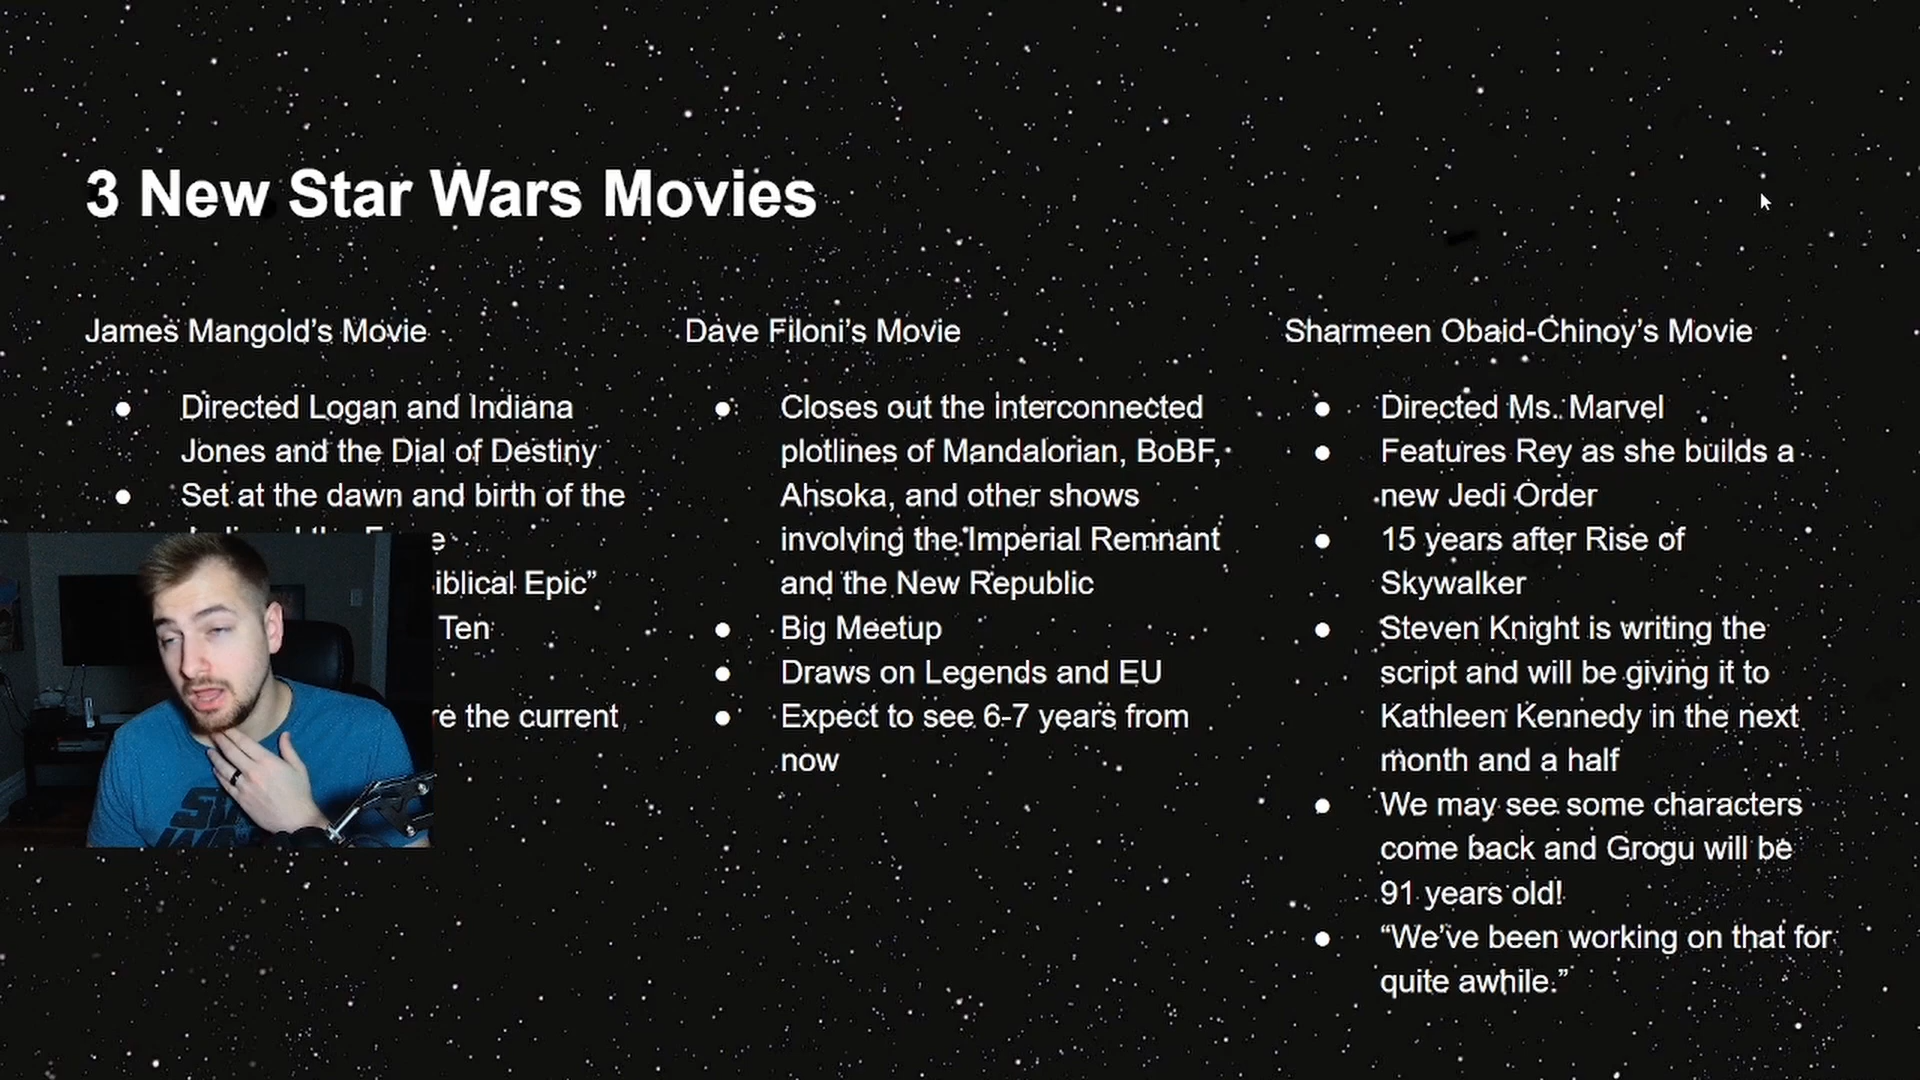 3 New Star Wars Movies
James Mangold’s Movie
● Directed Logan and Indiana
Jones and the Dial of Destiny
● Set at the dawn and birth of the
iblical Epic”
Ten
re the current
Dave Filoni’s Movie
● Closes out the interconnected
plotlines of Mandalorian, BoBF,
Ahsoka, and other shows
involving the Imperial Remnant
and the New Republic
● Big Meetup
● Draws on Legends and EU
● Expect to see 6-7 years from
now
Sharmeen Obaid-Chinoy’s Movie
● Directed Ms. Marvel
● Features Rey as she builds a
new Jedi Order
● 15 years after Rise of
Skywalker
● Steven Knight is writing the
script and will be giving it to
Kathleen Kennedy in the next
month and a half
● We may see some characters
come back and Grogu will be
91 years old!
● “We’ve been working on that for
quite awhile.”